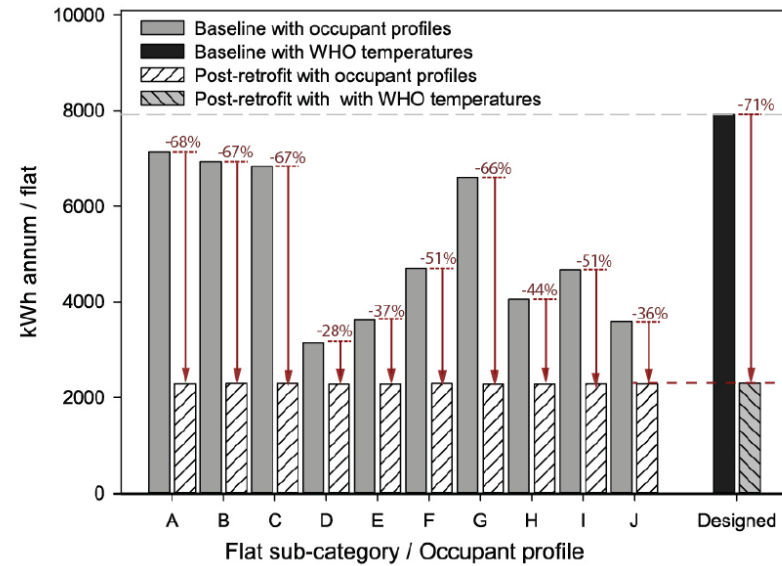 10000
8000
6000
4000
2000
0
kWh annum / flat
Baseline with occupant profiles
Baseline with WHO temperatures
Post-retrofit with occupant profiles
Post-retrofit with with WHO temperatures
-68%
-67%
-67%
-28%
-37%
-51%
-66%
-44%
-51%
-36%
-71%
A B C D E F G H I J Designed
Flat sub-category / Occupant profile